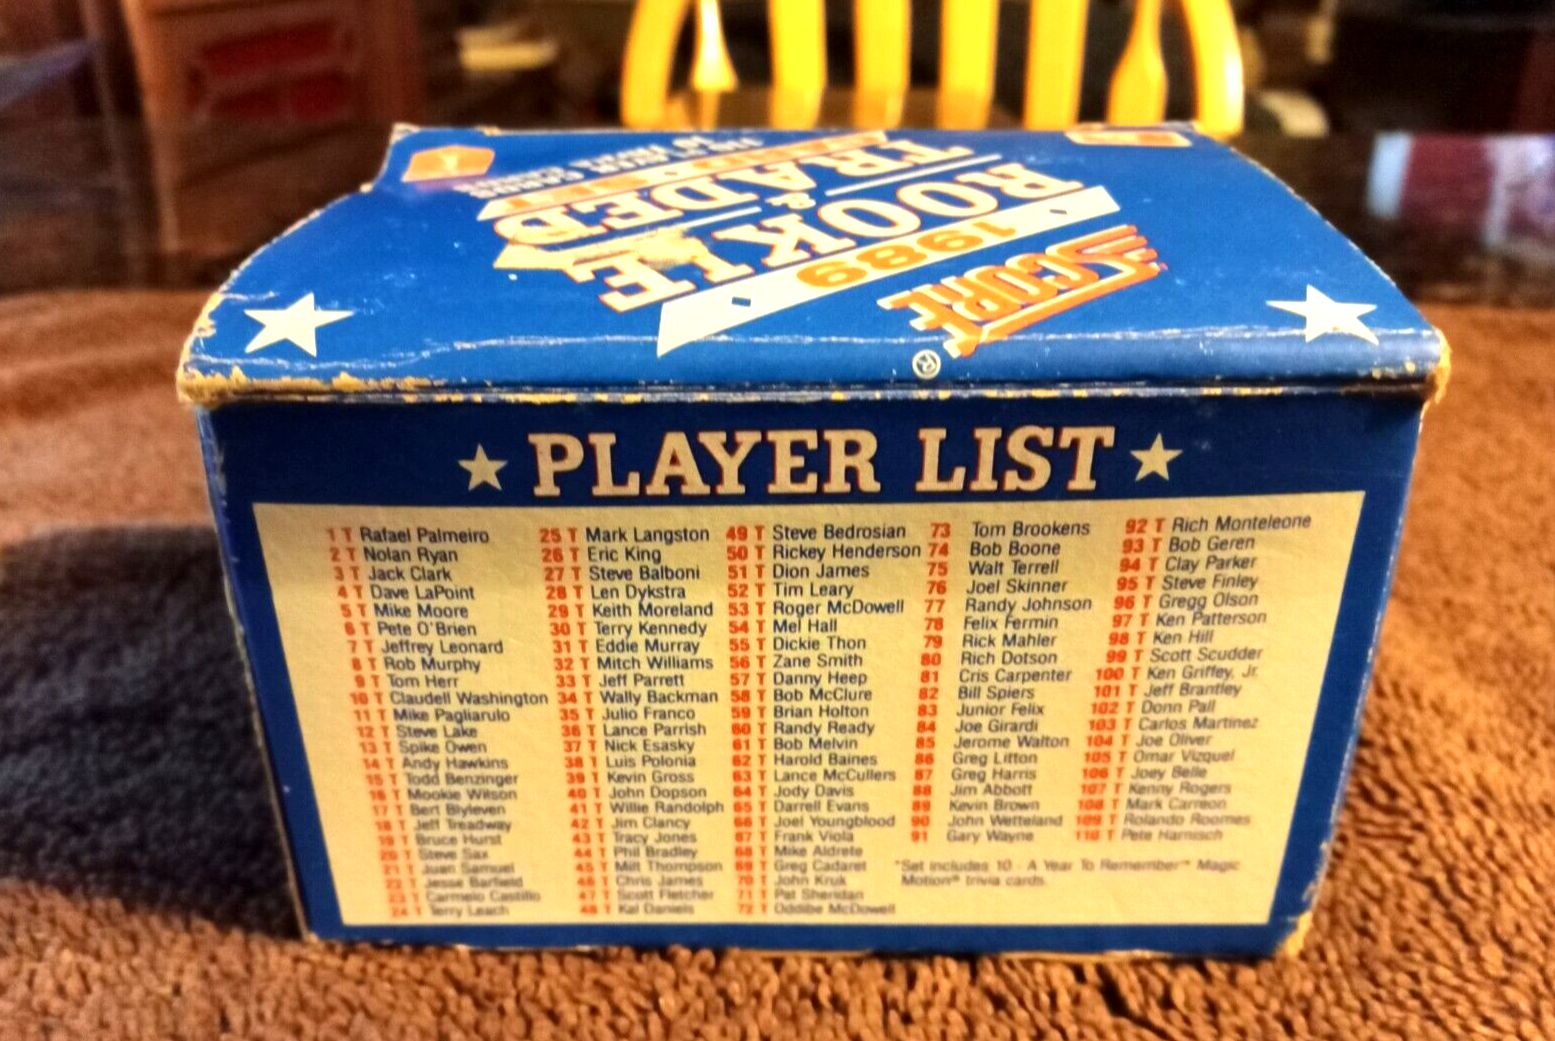 SCORE®
1989
ROOKIE
&
TRADED
110 PLAYER CARDS
★ PLAYER LIST ★
1 T Rafael Palmeiro
2 T Nolan Ryan
3 T Jack Clark
4 T Dave LaPoint
5 T Mike Moore
6 T Pete O'Brien
7 T Jeffrey Leonard
8 T Rob Murphy
9 T Tom Herr
10 T Claudell Washington
11 T Mike Pagliarulo
12 T Steve Lake
13 T Spike Owen
14 T Andy Hawkins
15 T Todd Benzinger
16 T Mookie Wilson
17 T Bert Blyleven
18 T Jeff Treadway
19 T Bruce Hurst
20 T Steve Sax
21 T Juan Samuel
22 T Jesse Barfield
23 T Carmelo Castillo
24 T Terry Leach
25 T Mark Langston
26 T Eric King
27 T Steve Balboni
28 T Len Dykstra
29 T Keith Moreland
30 T Terry Kennedy
31 T Eddie Murray
32 T Mitch Williams
33 T Jeff Parrett
34 T Wally Backman
35 T Julio Franco
36 T Lance Parrish
37 T Nick Esasky
38 T Luis Polonia
39 T Kevin Gross
40 T John Dopson
41 T Willie Randolph
42 T Jim Clancy
43 T Tracy Jones
44 T Phil Bradley
45 T Milt Thompson
46 T Chris James
47 T Scott Fletcher
48 T Kal Daniels
49 T Steve Bedrosian
50 T Rickey Henderson
51 T Dion James
52 T Tim Leary
53 T Roger McDowell
54 T Mel Hall
55 T Dickie Thon
56 T Zane Smith
57 T Danny Heep
58 T Bob McClure
59 T Brian Holton
60 T Randy Ready
61 T Bob Melvin
62 T Harold Baines
63 T Lance McCullers
64 T Jody Davis
65 T Darrell Evans
66 T Joel Youngblood
67 T Frank Viola
68 T Mike Aldrete
69 T Greg Cadaret
70 T John Kruk
71 T Pat Sheridan
72 T Oddibe McDowell
73 Tom Brookens
74 Bob Boone
75 Walt Terrell
76 Joel Skinner
77 Randy Johnson
78 Felix Fermin
79 Rick Mahler
80 Rich Dotson
81 Cris Carpenter
82 Bill Spiers
83 Junior Felix
84 Joe Girardi
85 Jerome Walton
86 Greg Litton
87 Greg Harris
88 Jim Abbott
89 Kevin Brown
90 John Wetteland
91 Gary Wayne
92 T Rich Monteleone
93 T Bob Geren
94 T Clay Parker
95 T Steve Finley
96 T Gregg Olson
97 T Ken Patterson
98 T Ken Hill
99 T Scott Scudder
100 T Ken Griffey, Jr.
101 T Jeff Brantley
102 T Donn Pall
103 T Carlos Martinez
104 T Joe Oliver
105 T Omar Vizquel
106 T Joey Belle
107 T Kenny Rogers
108 T Mark Carreon
109 T Rolando Roomes
110 T Pete Harnisch
"Set includes 10 - A Year To Remember™ Magic
Motion® trivia cards.